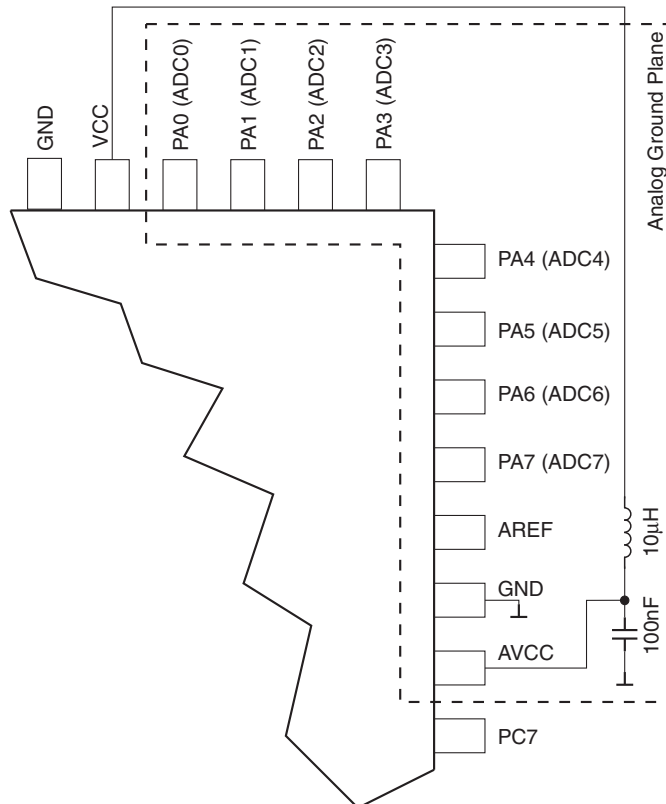 GND
VCC
PA0 (ADC0)
PA1 (ADC1)
PA2 (ADC2)
PA3 (ADC3)
Analog Ground Plane
PA4 (ADC4)
PA5 (ADC5)
PA6 (ADC6)
PA7 (ADC7)
AREF
10μH
GND
AVCC
100nF
PC7